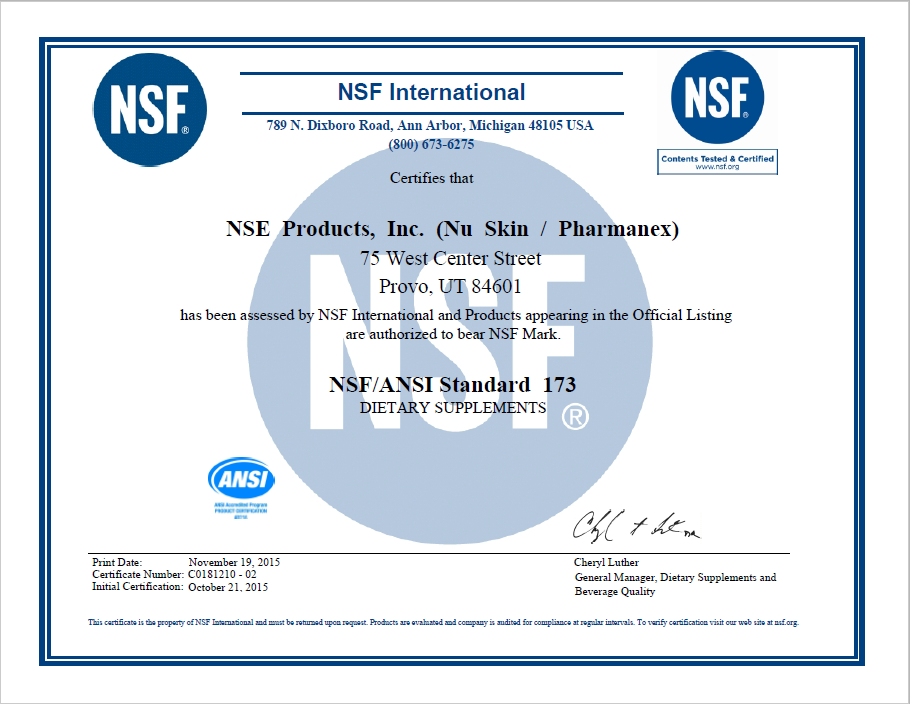 NSF®
NSF International
789 N. Dixboro Road, Ann Arbor, Michigan 48105 USA
(800) 673-6275
NSF®
Contents Tested & Certified
www.nsf.org
Certifies that
NSE Products, Inc. (Nu Skin / Pharmanex)
75 West Center Street
Provo, UT 84601
has been assessed by NSF International and Products appearing in the Official Listing
are authorized to bear NSF Mark.
NSF/ANSI Standard 173
DIETARY SUPPLEMENTS
NSF®
ANSI
ANSI Accredited Program
PRODUCT CERTIFICATION
Print Date: November 19, 2015
Certificate Number: C0181210 - 02
Initial Certification: October 21, 2015
Cheryl Luther
General Manager, Dietary Supplements and
Beverage Quality
This certificate is the property of NSF International and must be returned upon request. Products are evaluated and company is audited for compliance at regular intervals. To verify certification visit our web site at nsf.org.